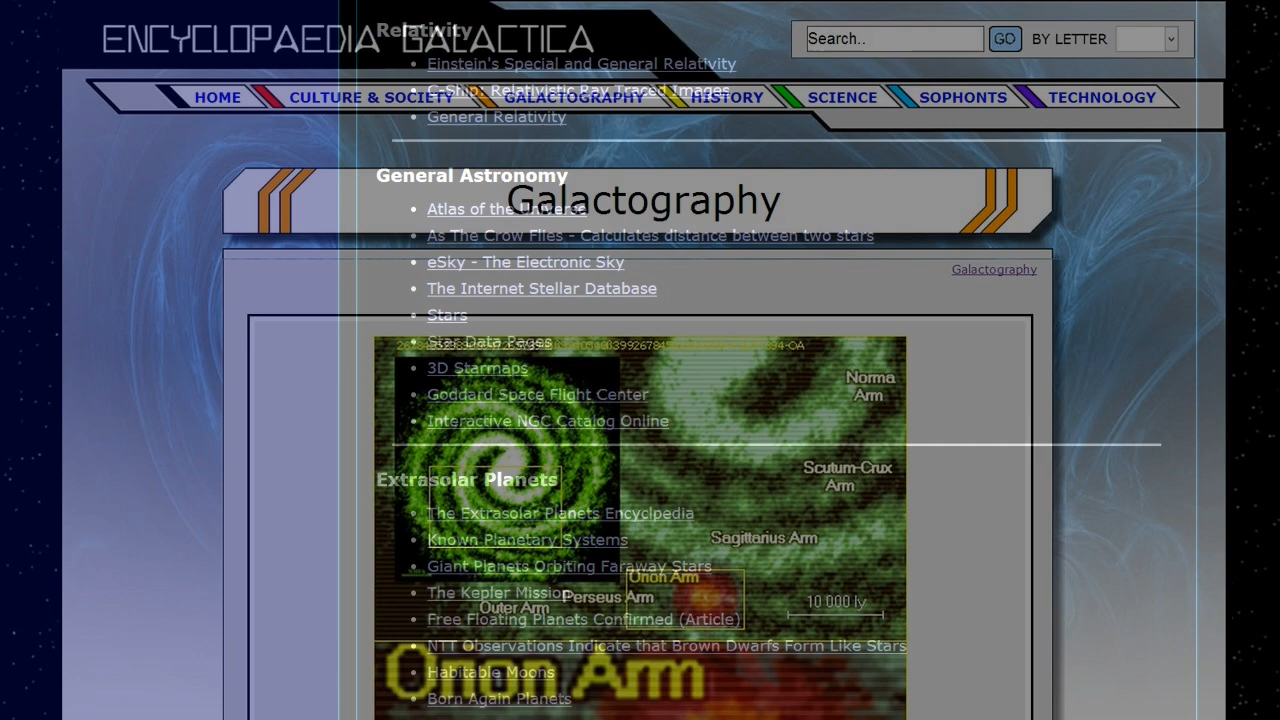 ENCYCLOPAEDIA GALACTICA
Relativity
Search..
GO
BY LETTER
Einstein's Special and General Relativity
C-Ship: Relativistic Ray Traced Images
HOME
CULTURE & SOCIETY
GALACTOGRAPHY
HISTORY
SCIENCE
SOPHONTS
TECHNOLOGY
General Relativity
General Astronomy
Galactography
Atlas of the Universe
As The Crow Flies - Calculates distance between two stars
eSky - The Electronic Sky
Galactography
The Internet Stellar Database
Stars
Star Data Pages
3D Starmaps
Norma
Arm
Goddard Space Flight Center
Interactive NGC Catalog Online
Scutum-Crux
Arm
Extrasolar Planets
The Extrasolar Planets Encyclpedia
Known Planetary Systems
Sagittarius Arm
Giant Planets Orbiting Faraway Stars
Orion Arm
The Kepler Mission
Perseus Arm
10 000 ly
Outer Arm
Free Floating Planets Confirmed (Article)
NTT Observations Indicate that Brown Dwarfs Form Like Stars
Orion Arm
Habitable Moons
Born Again Planets